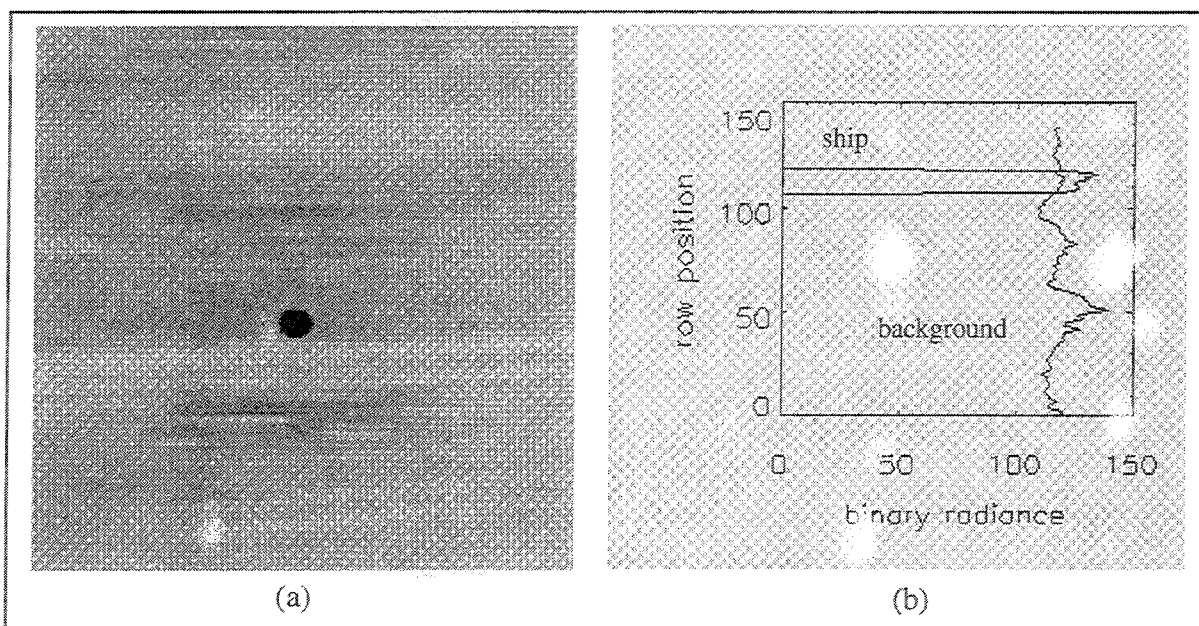 150
ship
100
row position
50
background
0
0 50 100 150
binary radiance
(a)
(b)